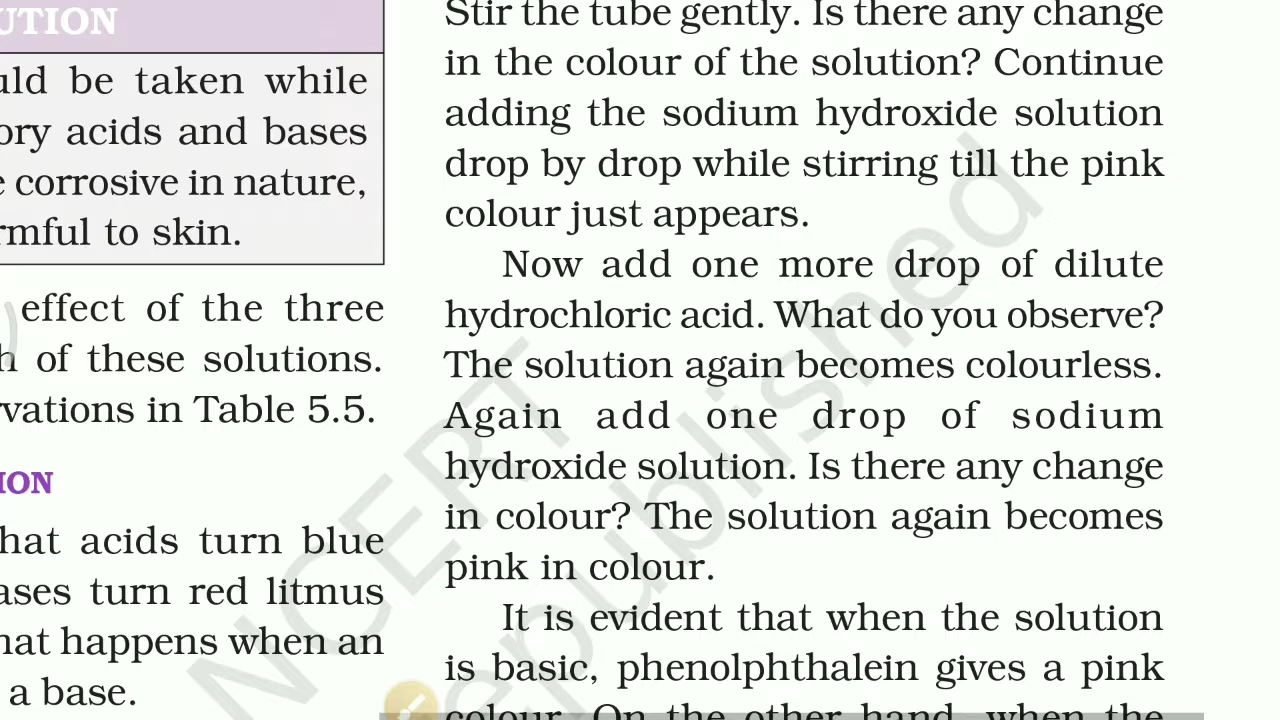 UTION
uld be taken while
ory acids and bases
e corrosive in nature,
rmful to skin.
effect of the three
h of these solutions.
rvations in Table 5.5.
ION
hat acids turn blue
ases turn red litmus
hat happens when an
a base.
Stir the tube gently. Is there any change
in the colour of the solution? Continue
adding the sodium hydroxide solution
drop by drop while stirring till the pink
colour just appears.
Now add one more drop of dilute
hydrochloric acid. What do you observe?
The solution again becomes colourless.
Again add one drop of sodium
hydroxide solution. Is there any change
in colour? The solution again becomes
pink in colour.
It is evident that when the solution
is basic, phenolphthalein gives a pink
colour. On the other hand, when the
NCERT
republished